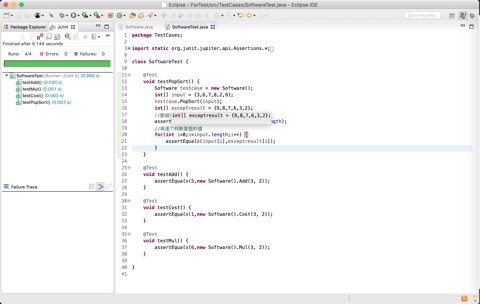 Eclipse - ForTest/src/TestCases/SoftwareTest.java - Eclipse IDE
Quick Access
Package Explorer
JUnit
Finished after 0.144 seconds
Runs: 4/4
Errors: 0
Failures: 0
SoftwareTest [Runner: JUnit 5] (0.040 s)
testAdd() (0.030 s)
testMul() (0.001 s)
testCost() (0.002 s)
testPopSort() (0.007 s)
Failure Trace
Software.java
SoftwareTest.java
1 package TestCases;
2
3 import static org.junit.jupiter.api.Assertions.*;
8
9 class SoftwareTest {
10
11 @Test
12 void testPopSort() {
13 Software testcase = new Software();
14 int[] input = {3,6,7,8,2,9};
15 testcase.PopSort(input);
16 int[] exceptresult = {9,8,7,6,3,2};
17 //数组 int[] exceptresult = {9,8,7,6,3,2};
18 assert ngth);
19 //再逐个判断里面的值
20 for(int i=0;i<input.length;i++) {
21 assertEquals(input[i],exceptresult[i]);
22 }
23 }
24
25 @Test
26 void testAdd() {
27 assertEquals(5,new Software().Add(3, 2));
28 }
29
30 @Test
31 void testCost() {
32 assertEquals(1,new Software().Cost(3, 2));
33 }
34
35 @Test
36 void testMul() {
37 assertEquals(6,new Software().Mul(3, 2));
38 }
39
40 }
41